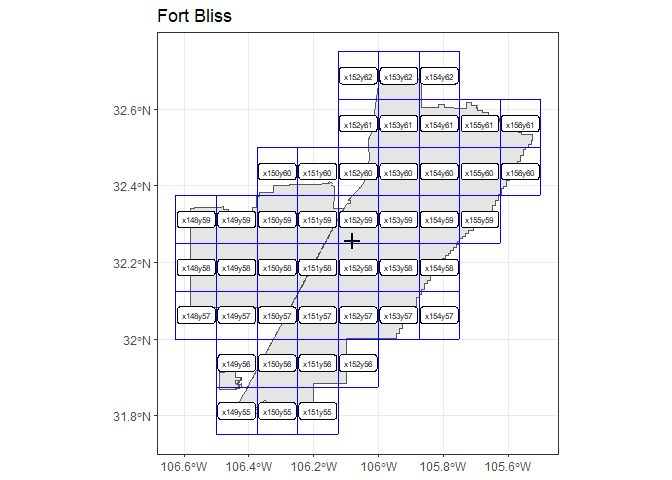 Fort Bliss
x152y62 x153y62 x154y62
32.6°N
x152y61 x153y61 x154y61 x155y61 x156y61
x150y60 x151y60 x152y60 x153y60 x154y60 x155y60 x156y60
32.4°N
x148y59 x149y59 x150y59 x151y59 x152y59 x153y59 x154y59 x155y59
32.2°N
x148y58 x149y58 x150y58 x151y58 x152y58 x153y58 x154y58
x148y57 x149y57 x150y57 x151y57 x152y57 x153y57 x154y57
32°N
x149y56 x150y56 x151y56 x152y56
31.8°N
x149y55 x150y55 x151y55
106.6°W 106.4°W 106.2°W 106°W 105.8°W 105.6°W